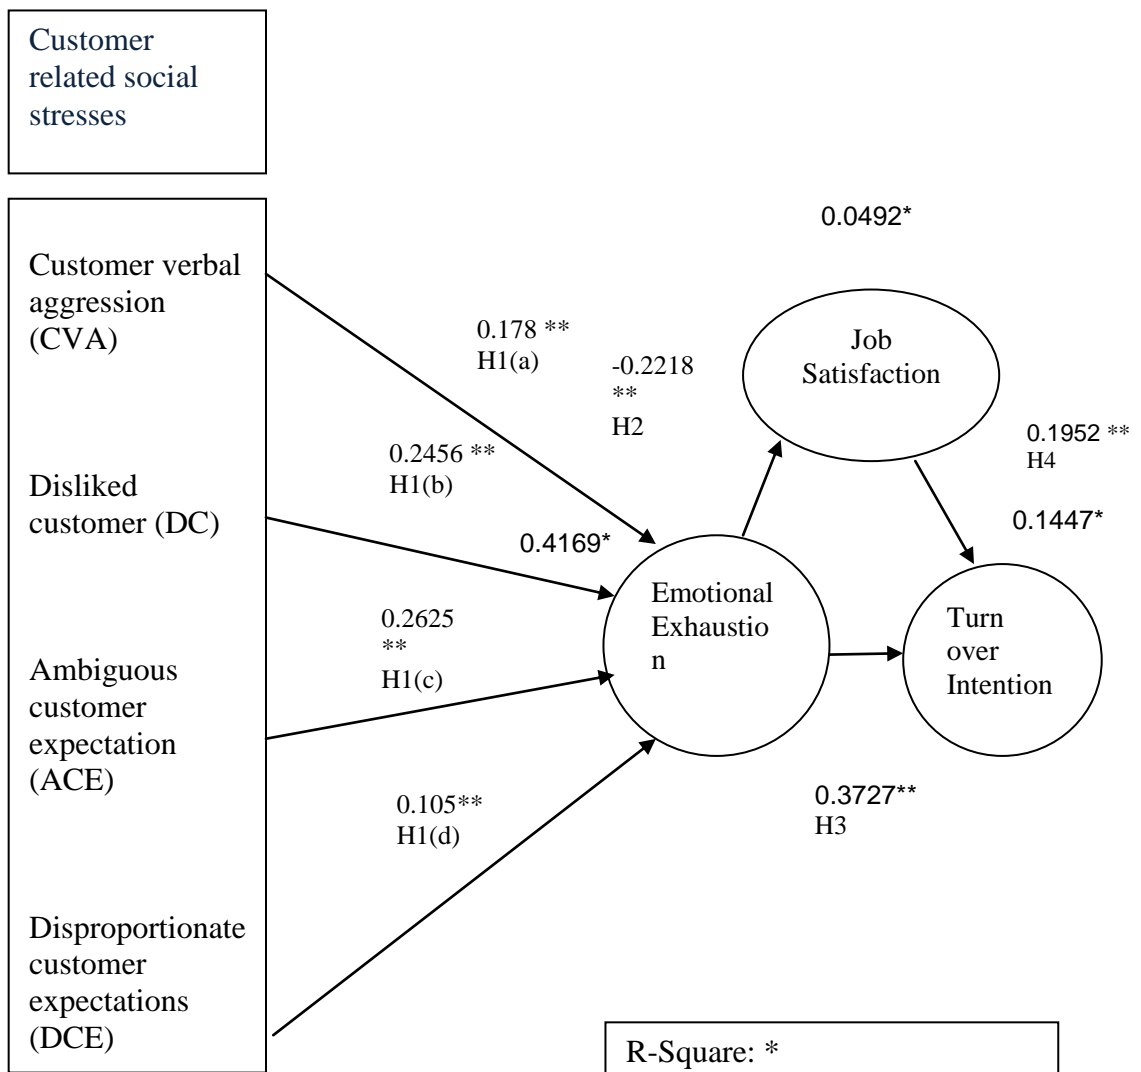 Customer
related social
stresses
0.0492*
Customer verbal
aggression
(CVA)
0.178 **
H1(a)
-0.2218
**
H2
Job
Satisfaction
0.1952 **
H4
0.2456 **
H1(b)
Disliked
customer (DC)
0.4169*
0.1447*
Emotional
Exhaustio
n
Turn
over
Intention
0.2625
**
H1(c)
Ambiguous
customer
expectation
(ACE)
0.105**
H1(d)
0.3727**
H3
Disproportionate
customer
expectations
(DCE)
R-Square: *